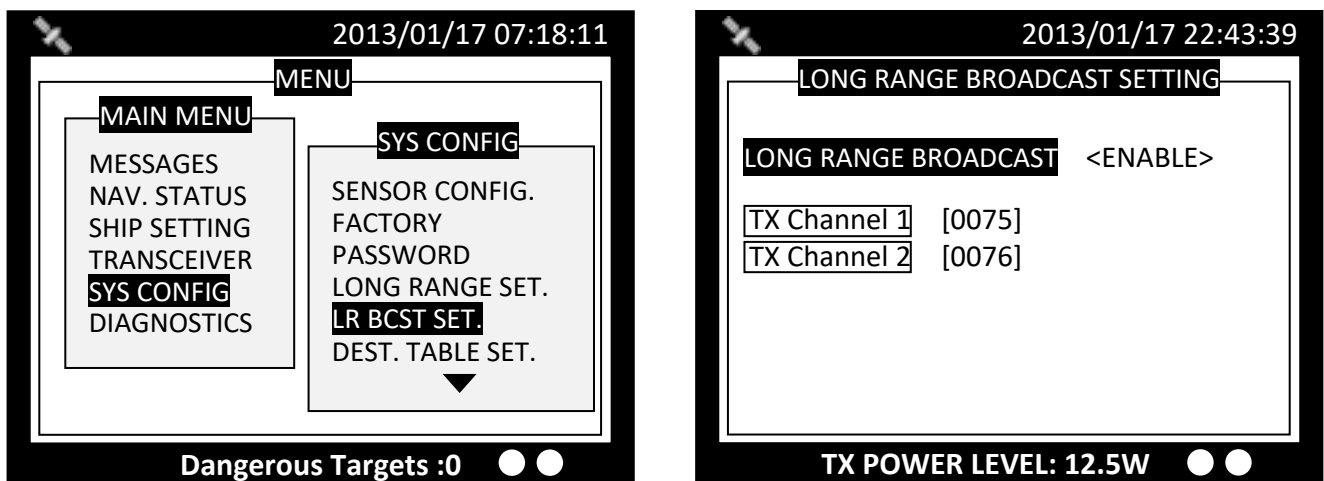 2013/01/17 07:18:11
MENU
MAIN MENU
MESSAGES
NAV. STATUS
SHIP SETTING
TRANSCEIVER
SYS CONFIG
DIAGNOSTICS
SYS CONFIG
SENSOR CONFIG.
FACTORY
PASSWORD
LONG RANGE SET.
LR BCST SET.
DEST. TABLE SET.
Dangerous Targets :0
2013/01/17 22:43:39
LONG RANGE BROADCAST SETTING
LONG RANGE BROADCAST <ENABLE>
TX Channel 1 [0075]
TX Channel 2 [0076]
TX POWER LEVEL: 12.5W